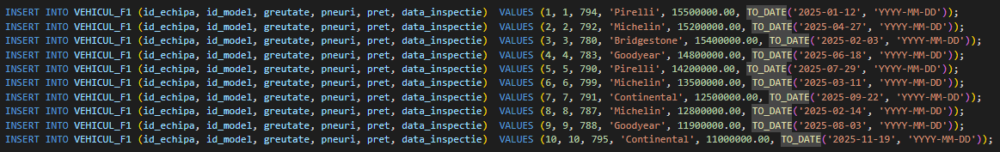 INSERT INTO VEHICUL_F1 (id_echipa, id_model, greutate, pneuri, pret, data_inspectie)  VALUES (1, 1, 794, 'Pirelli', 15500000.00, TO_DATE('2025-01-12', 'YYYY-MM-DD'));
INSERT INTO VEHICUL_F1 (id_echipa, id_model, greutate, pneuri, pret, data_inspectie)  VALUES (2, 2, 792, 'Michelin', 15200000.00, TO_DATE('2025-04-27', 'YYYY-MM-DD'));
INSERT INTO VEHICUL_F1 (id_echipa, id_model, greutate, pneuri, pret, data_inspectie)  VALUES (3, 3, 780, 'Bridgestone', 15400000.00, TO_DATE('2025-02-03', 'YYYY-MM-DD'));
INSERT INTO VEHICUL_F1 (id_echipa, id_model, greutate, pneuri, pret, data_inspectie)  VALUES (4, 4, 783, 'Goodyear', 14800000.00, TO_DATE('2025-06-18', 'YYYY-MM-DD'));
INSERT INTO VEHICUL_F1 (id_echipa, id_model, greutate, pneuri, pret, data_inspectie)  VALUES (5, 5, 790, 'Pirelli', 14200000.00, TO_DATE('2025-07-29', 'YYYY-MM-DD'));
INSERT INTO VEHICUL_F1 (id_echipa, id_model, greutate, pneuri, pret, data_inspectie)  VALUES (6, 6, 799, 'Michelin', 13500000.00, TO_DATE('2025-03-11', 'YYYY-MM-DD'));
INSERT INTO VEHICUL_F1 (id_echipa, id_model, greutate, pneuri, pret, data_inspectie)  VALUES (7, 7, 791, 'Continental', 12500000.00, TO_DATE('2025-09-22', 'YYYY-MM-DD'));
INSERT INTO VEHICUL_F1 (id_echipa, id_model, greutate, pneuri, pret, data_inspectie)  VALUES (8, 8, 787, 'Michelin', 12800000.00, TO_DATE('2025-02-14', 'YYYY-MM-DD'));
INSERT INTO VEHICUL_F1 (id_echipa, id_model, greutate, pneuri, pret, data_inspectie)  VALUES (9, 9, 788, 'Goodyear', 11900000.00, TO_DATE('2025-08-03', 'YYYY-MM-DD'));
INSERT INTO VEHICUL_F1 (id_echipa, id_model, greutate, pneuri, pret, data_inspectie)  VALUES (10, 10, 795, 'Continental', 11000000.00, TO_DATE('2025-11-19', 'YYYY-MM-DD'));